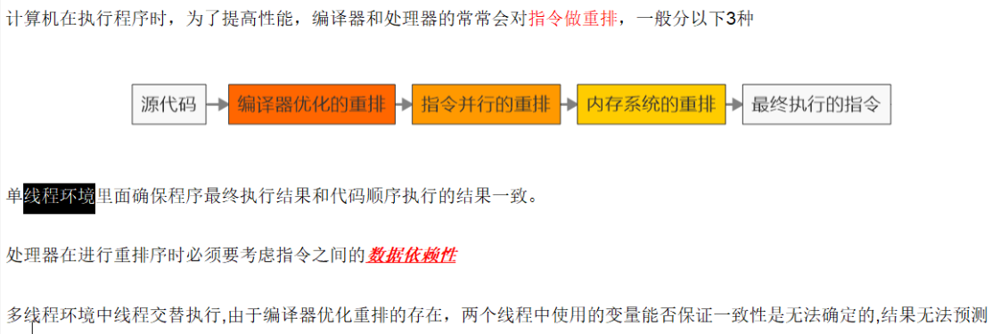 计算机在执行程序时，为了提高性能，编译器和处理器的常常会对指令做重排，一般分以下3种
源代码 编译器优化的重排 指令并行的重排 内存系统的重排 最终执行的指令
单线程环境里面确保程序最终执行结果和代码顺序执行的结果一致。
处理器在进行重排序时必须要考虑指令之间的数据依赖性
多线程环境中线程交替执行,由于编译器优化重排的存在，两个线程中使用的变量能否保证一致性是无法确定的,结果无法预测